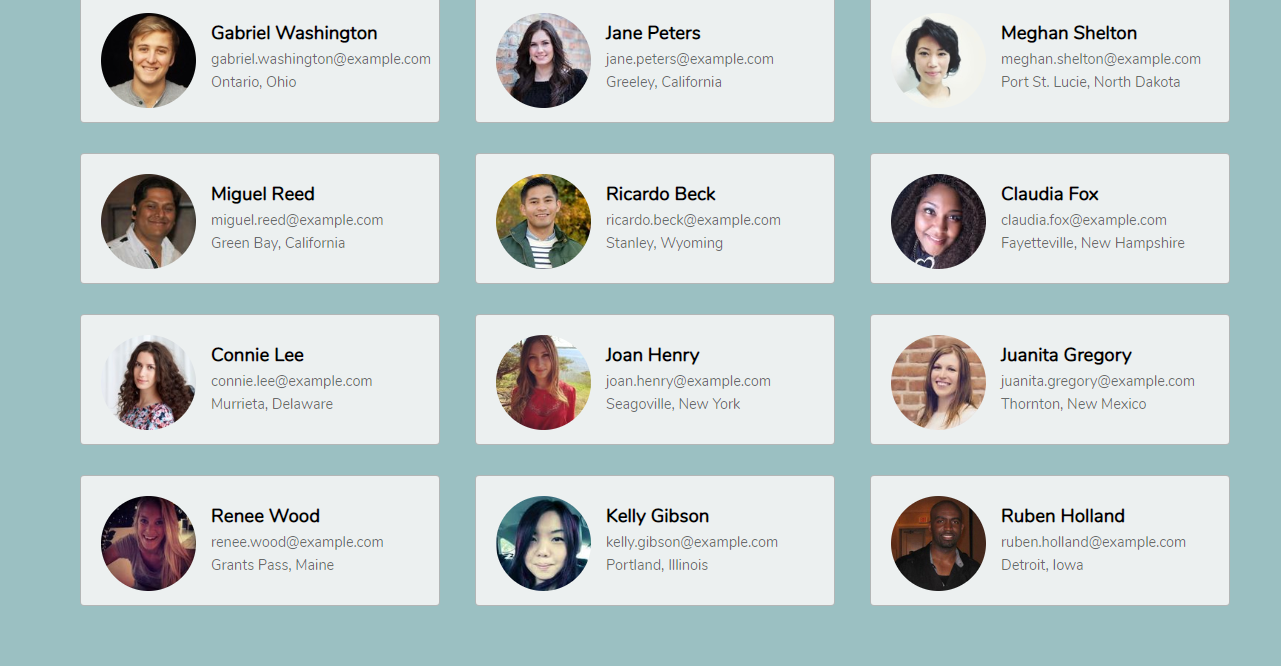 Gabriel Washington
gabriel.washington@example.com
Ontario, Ohio
Jane Peters
jane.peters@example.com
Greeley, California
Meghan Shelton
meghan.shelton@example.com
Port St. Lucie, North Dakota
Miguel Reed
miguel.reed@example.com
Green Bay, California
Ricardo Beck
ricardo.beck@example.com
Stanley, Wyoming
Claudia Fox
claudia.fox@example.com
Fayetteville, New Hampshire
Connie Lee
connie.lee@example.com
Murrieta, Delaware
Joan Henry
joan.henry@example.com
Seagoville, New York
Juanita Gregory
juanita.gregory@example.com
Thornton, New Mexico
Renee Wood
renee.wood@example.com
Grants Pass, Maine
Kelly Gibson
kelly.gibson@example.com
Portland, Illinois
Ruben Holland
ruben.holland@example.com
Detroit, Iowa